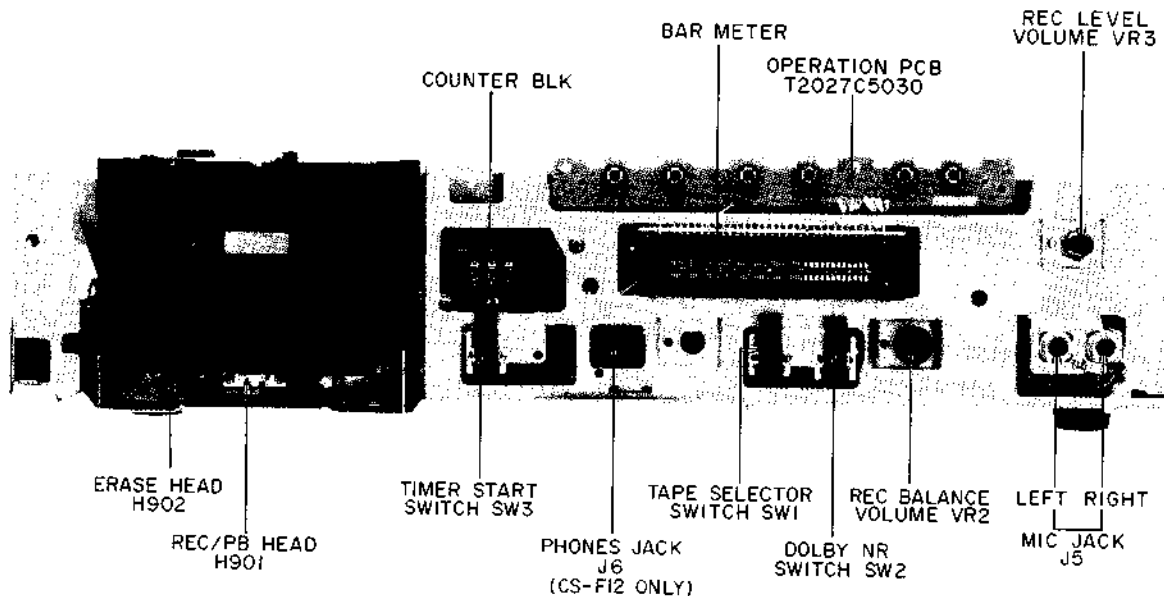 REC LEVEL
VOLUME VR3
BAR METER
OPERATION PCB
T2027C5030
COUNTER BLK
ERASE HEAD
H902
REC/PB HEAD
H901
TIMER START
SWITCH SW3
PHONES JACK
J6
(CS-F12 ONLY)
TAPE SELECTOR
SWITCH SW1
DOLBY NR
SWITCH SW2
REC BALANCE
VOLUME VR2
LEFT RIGHT
MIC JACK
J5